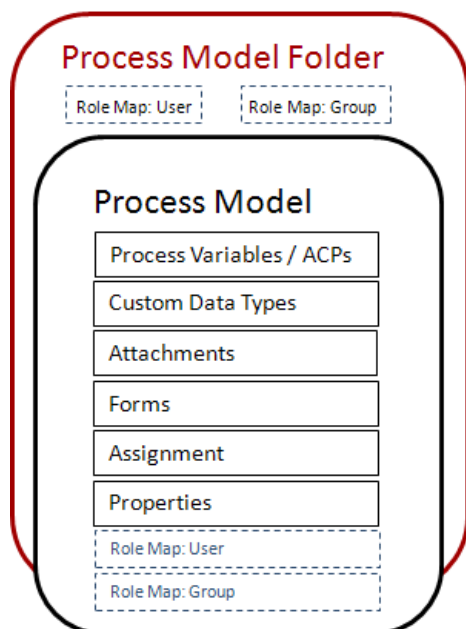 Process Model Folder
Role Map: User
Role Map: Group
Process Model
Process Variables / ACPs
Custom Data Types
Attachments
Forms
Assignment
Properties
Role Map: User
Role Map: Group